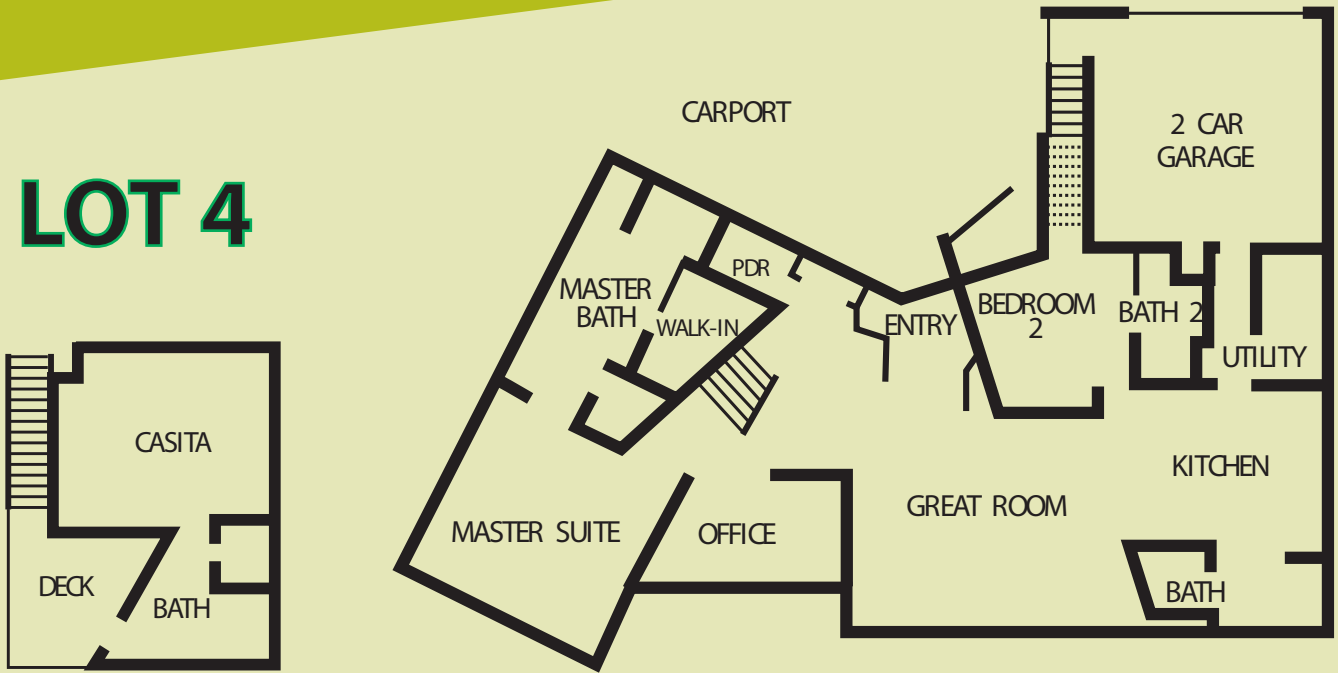 LOT 4
CARPORT
2 CAR
GARAGE
PDR
MASTER
BATH
WALK-IN
ENTRY
BEDROOM
2
BATH 2
UTILITY
CASITA
KITCHEN
GREAT ROOM
MASTER SUITE
OFFICE
DECK
BATH
BATH